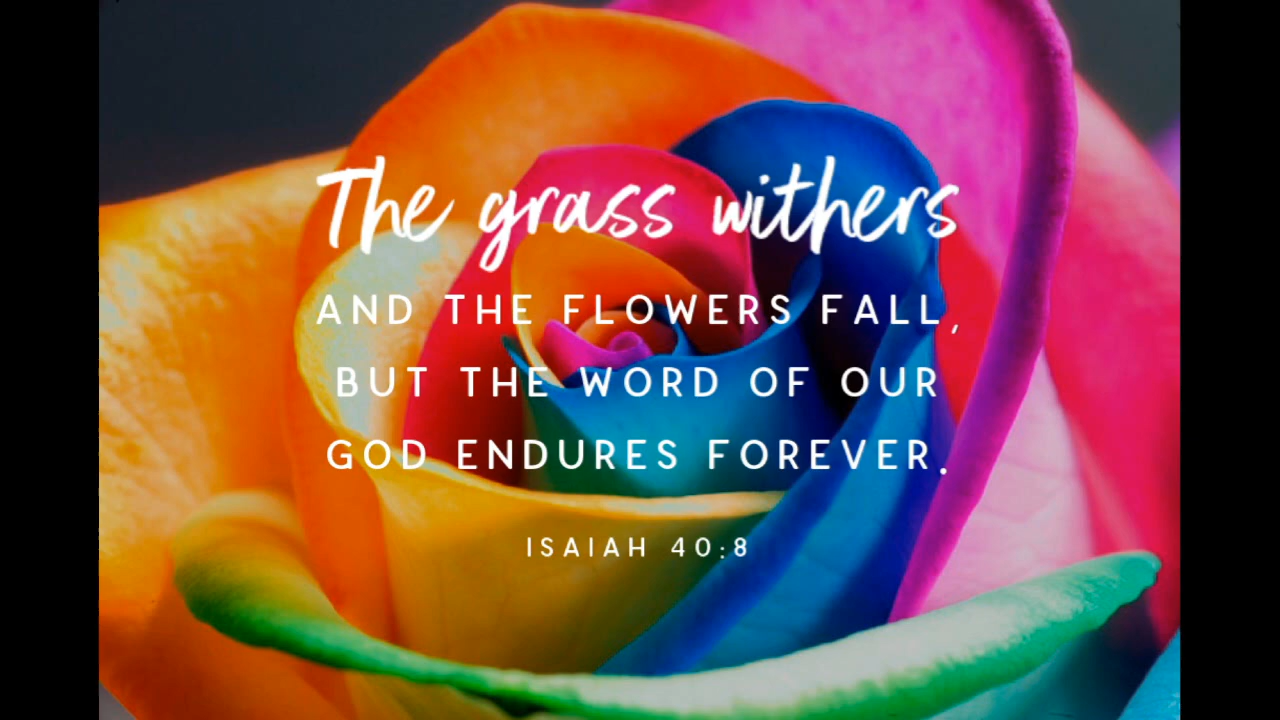 The grass withers
AND THE FLOWERS FALL,
BUT THE WORD OF OUR
GOD ENDURES FOREVER.
ISAIAH 40:8